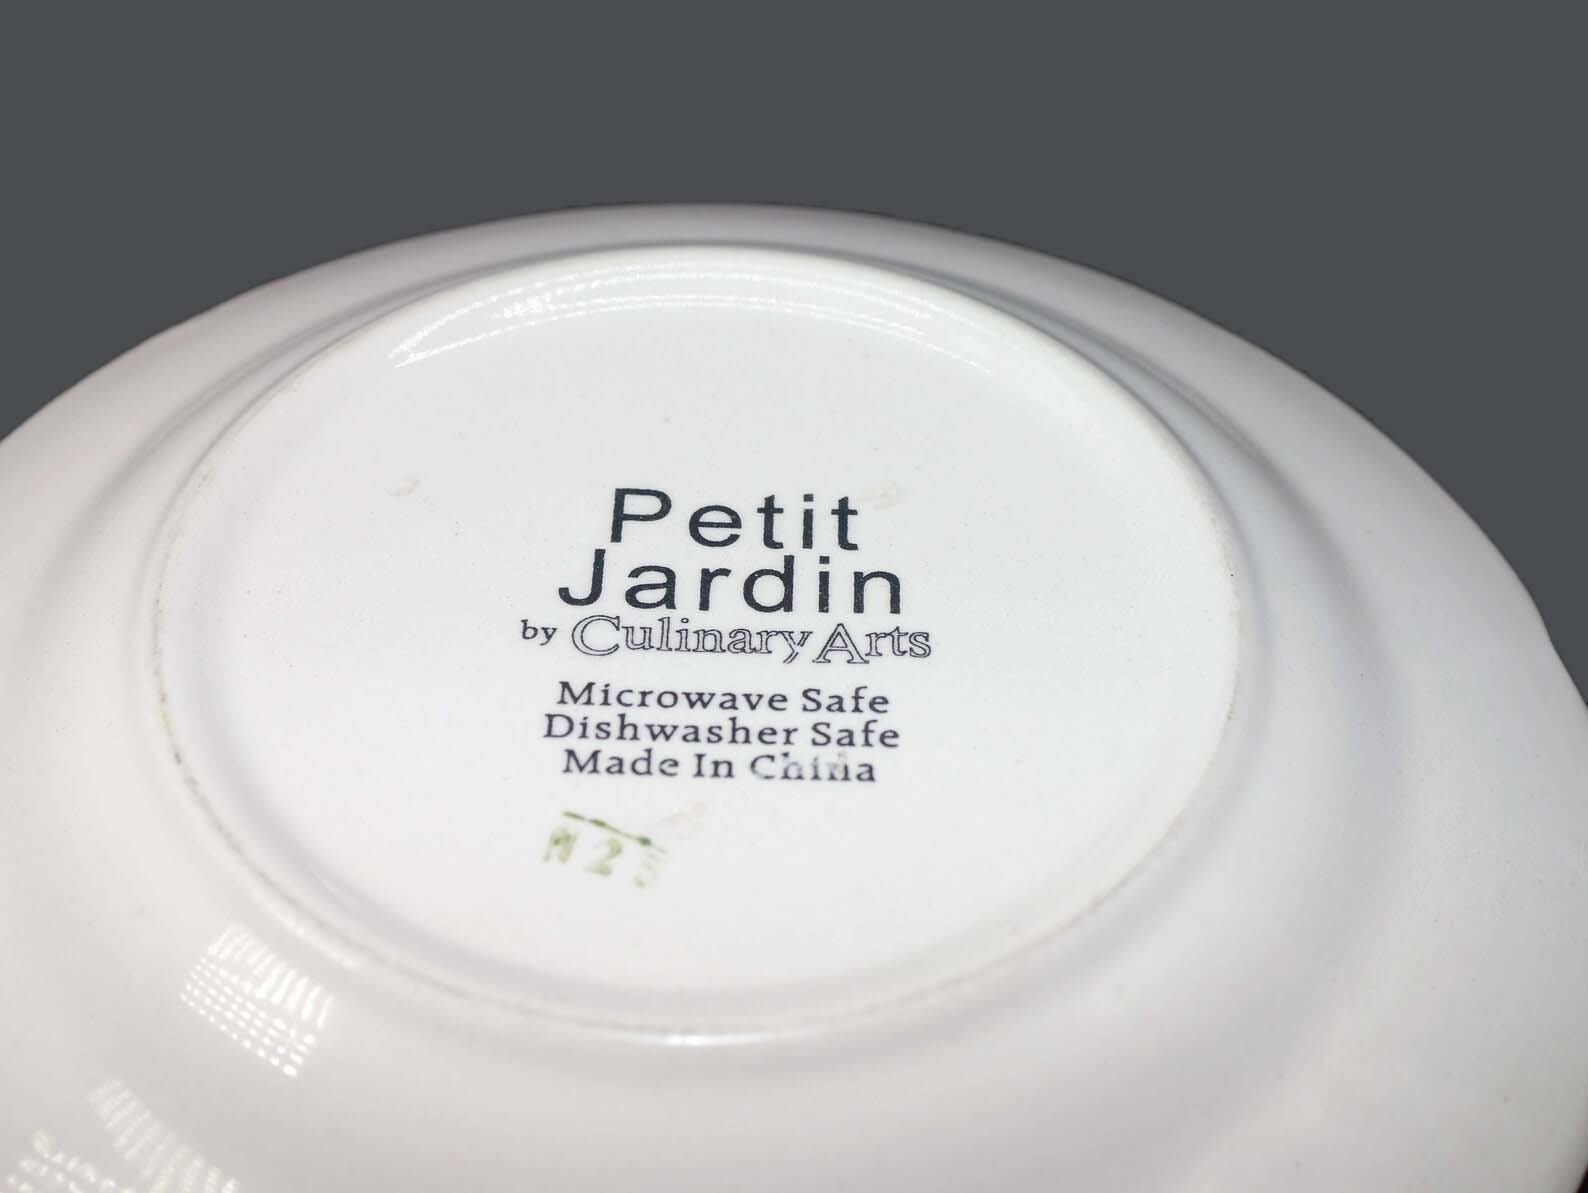 Petit
Jardin
by Culinary Arts
Microwave Safe
Dishwasher Safe
Made In China